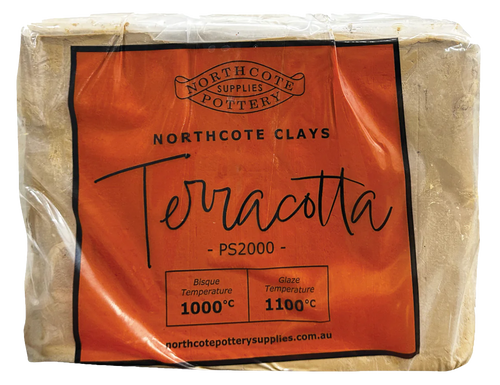 NORTHCOTE
SUPPLIES
POTTERY
NORTHCOTE CLAYS
Terracotta
- PS2000 -
Bisque Glaze
Temperature Temperature
1000°C 1100°C
northcotepotterysupplies.com.au